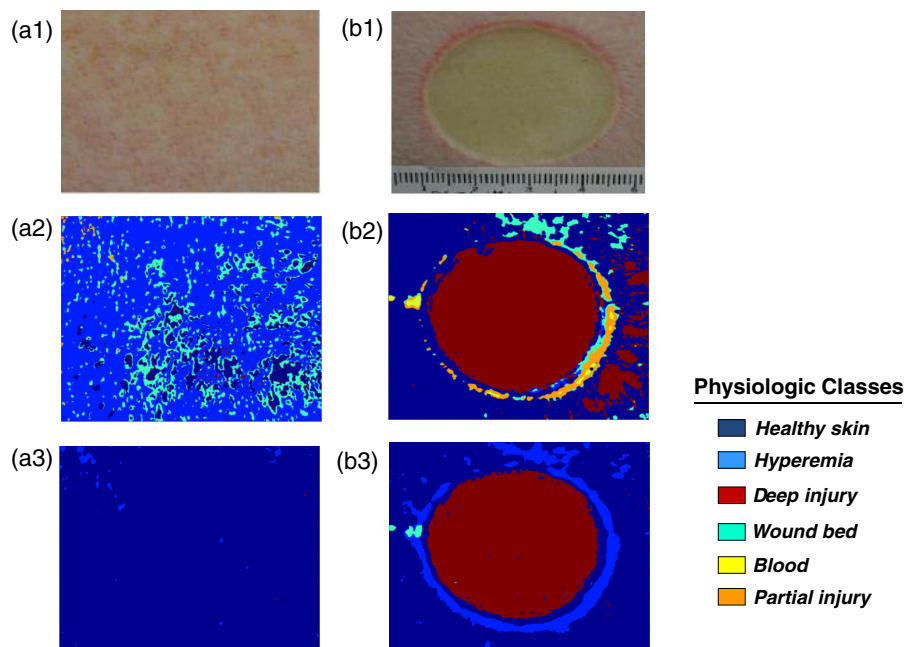 (a1)
(b1)
(a2)
(b2)
(a3)
(b3)
Physiologic Classes
Healthy skin
Hyperemia
Deep injury
Wound bed
Blood
Partial injury